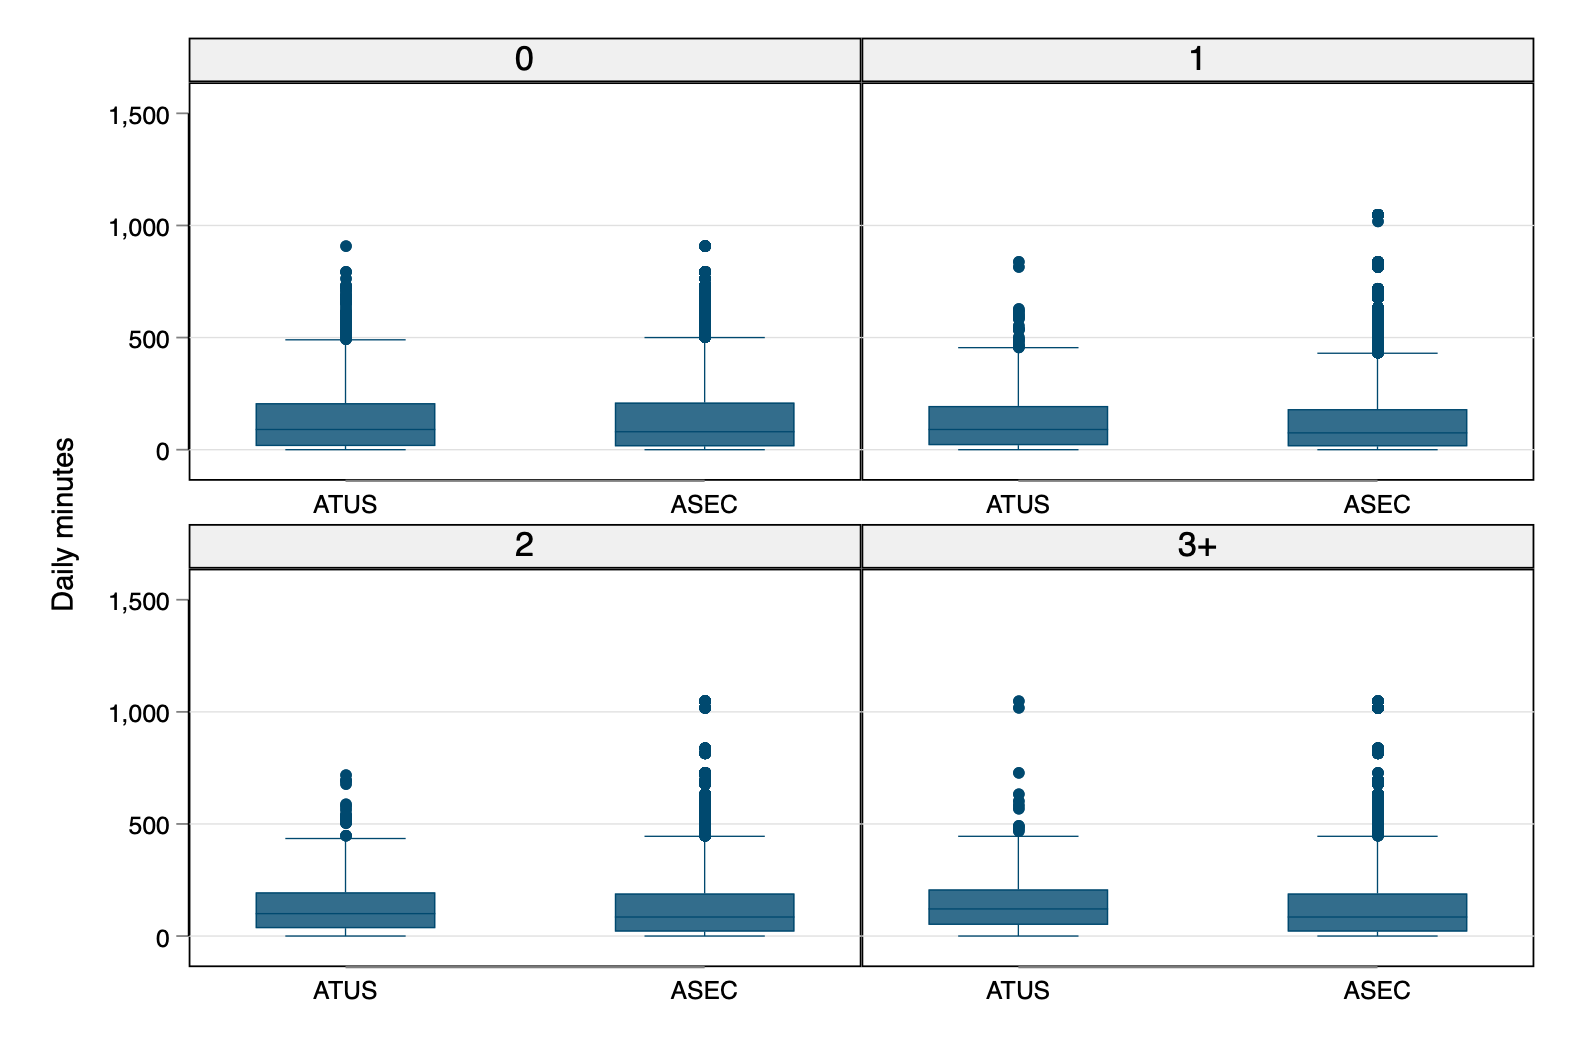 0
1
1,500
1,000
500
0
ATUS
ASEC
ATUS
ASEC
Daily minutes
2
3+
1,500
1,000
500
0
ATUS
ASEC
ATUS
ASEC